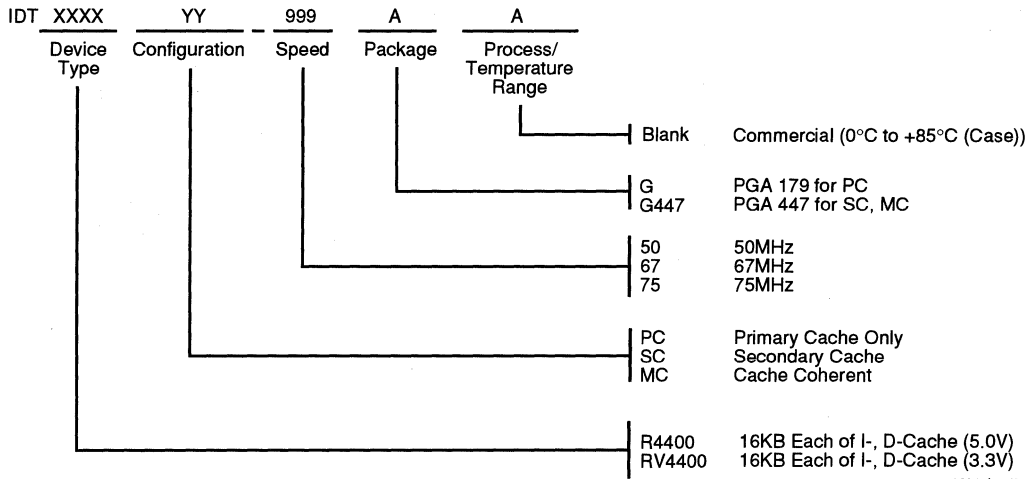 IDT XXXX YY - 999 A A
Device Type Configuration Speed Package Process/ Temperature Range
Blank Commercial (0°C to +85°C (Case))
G PGA 179 for PC
G447 PGA 447 for SC, MC
50 50MHz
67 67MHz
75 75MHz
PC Primary Cache Only
SC Secondary Cache
MC Cache Coherent
R4400 16KB Each of I-, D-Cache (5.0V)
RV4400 16KB Each of I-, D-Cache (3.3V)